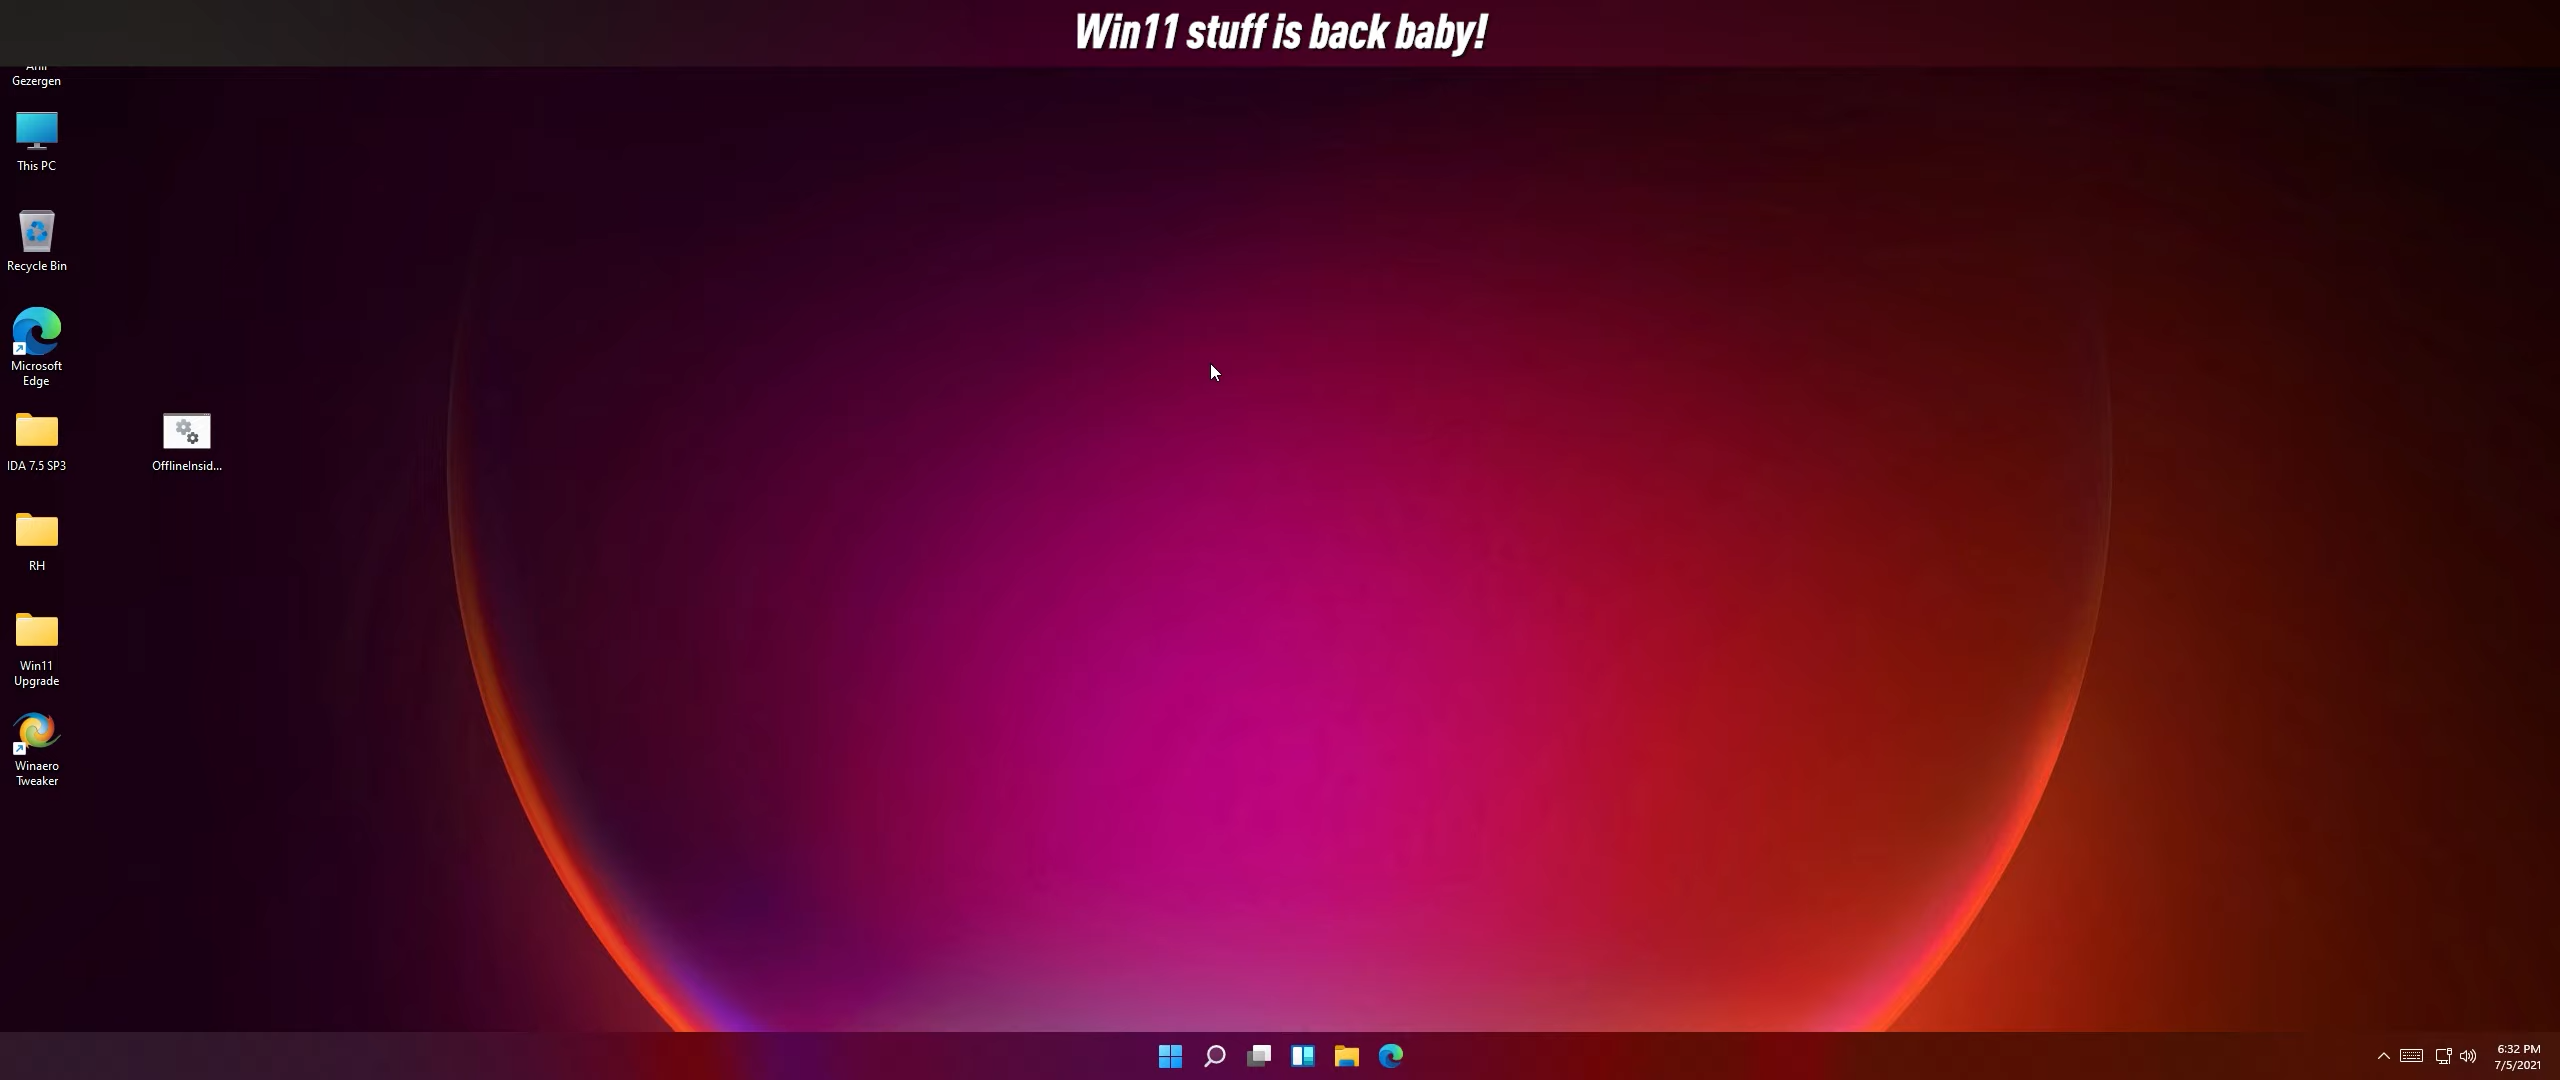 Win11 stuff is back baby!
Gezergen
This PC
Recycle Bin
Microsoft
Edge
IDA 7.5 SP3
OfflineInsid...
RH
Win11
Upgrade
Winaero
Tweaker
6:32 PM
7/5/2021